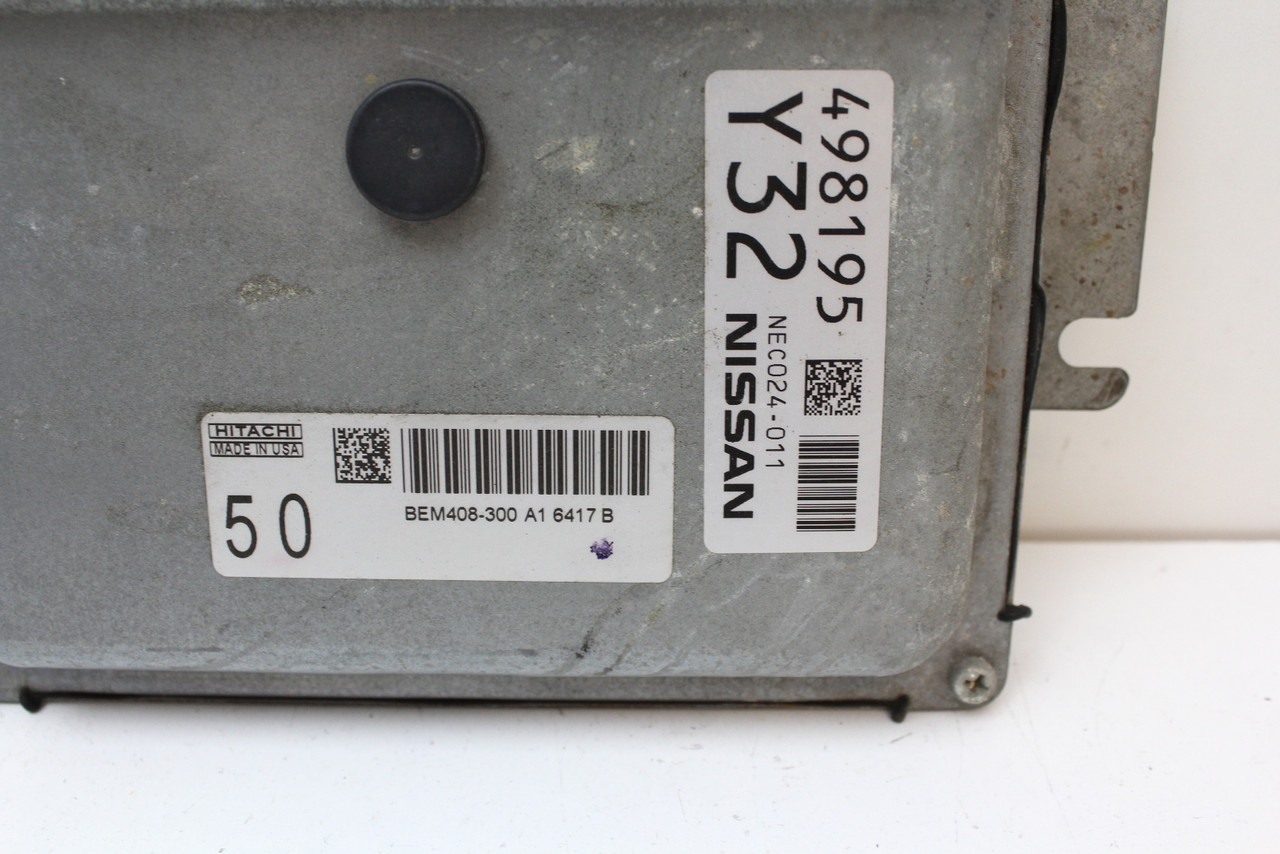 498195
Y32
NEC024-011
NISSAN
HITACHI
MADE IN USA
50
BEM408-300 A1 6417 B